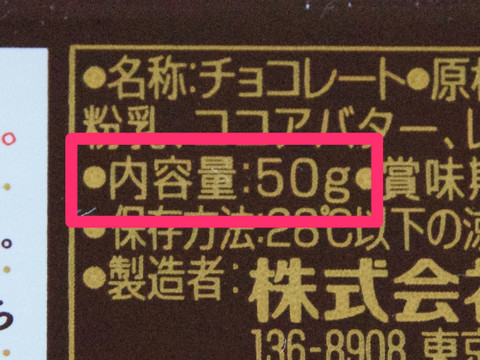 ●名称:チョコレート●原材
粉乳、ココアバター、レ
●内容量:50g●賞味期
●保存方法:28℃以下の涼
●製造者:株式会社
136-8908 東京
。
。
ら